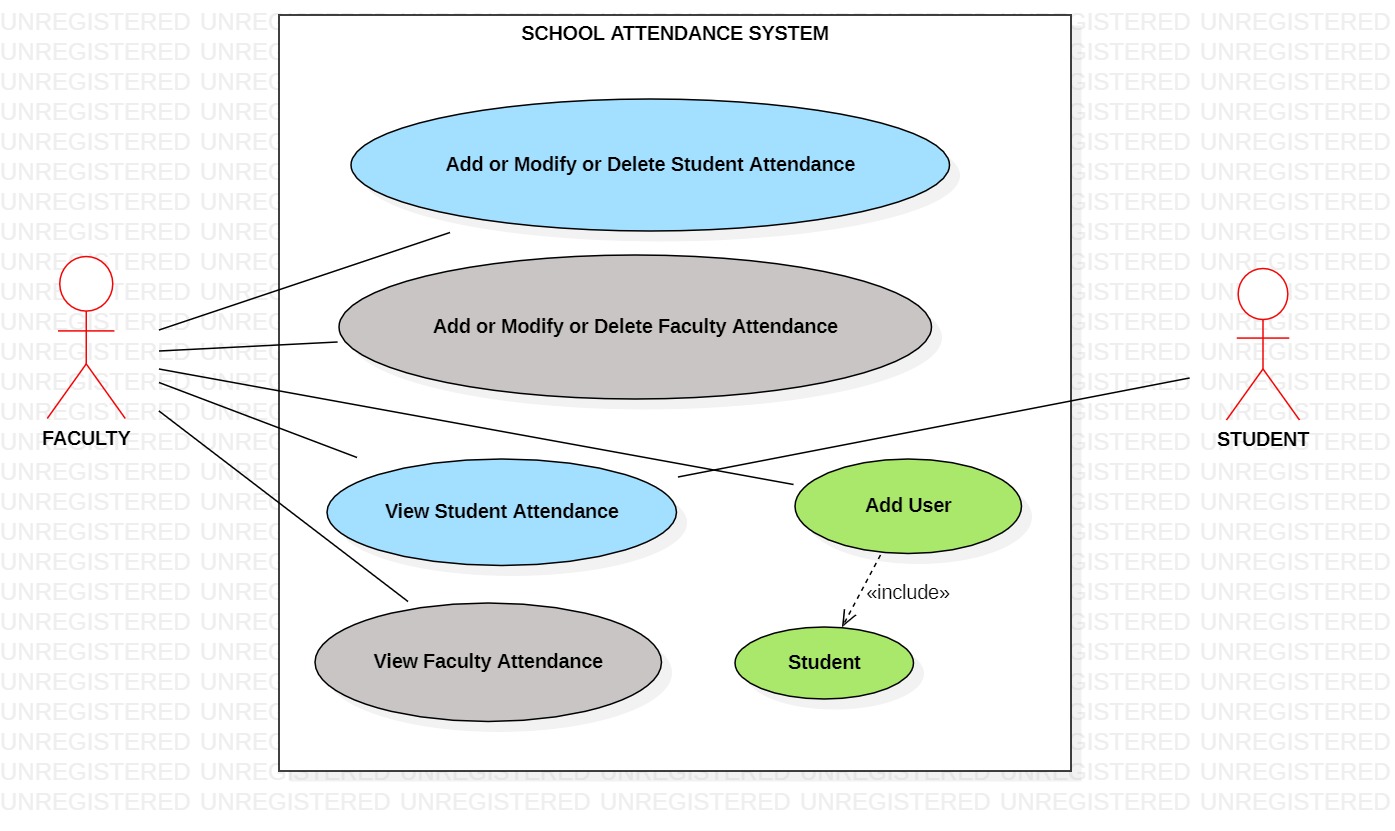 SCHOOL ATTENDANCE SYSTEM
Add or Modify or Delete Student Attendance
Add or Modify or Delete Faculty Attendance
FACULTY
STUDENT
View Student Attendance
Add User
«include»
View Faculty Attendance
Student
UNREGISTERED UNREGISTERED UNREGISTERED UNREGISTERED UNREGISTERED UNREGISTERED UNREGISTERED